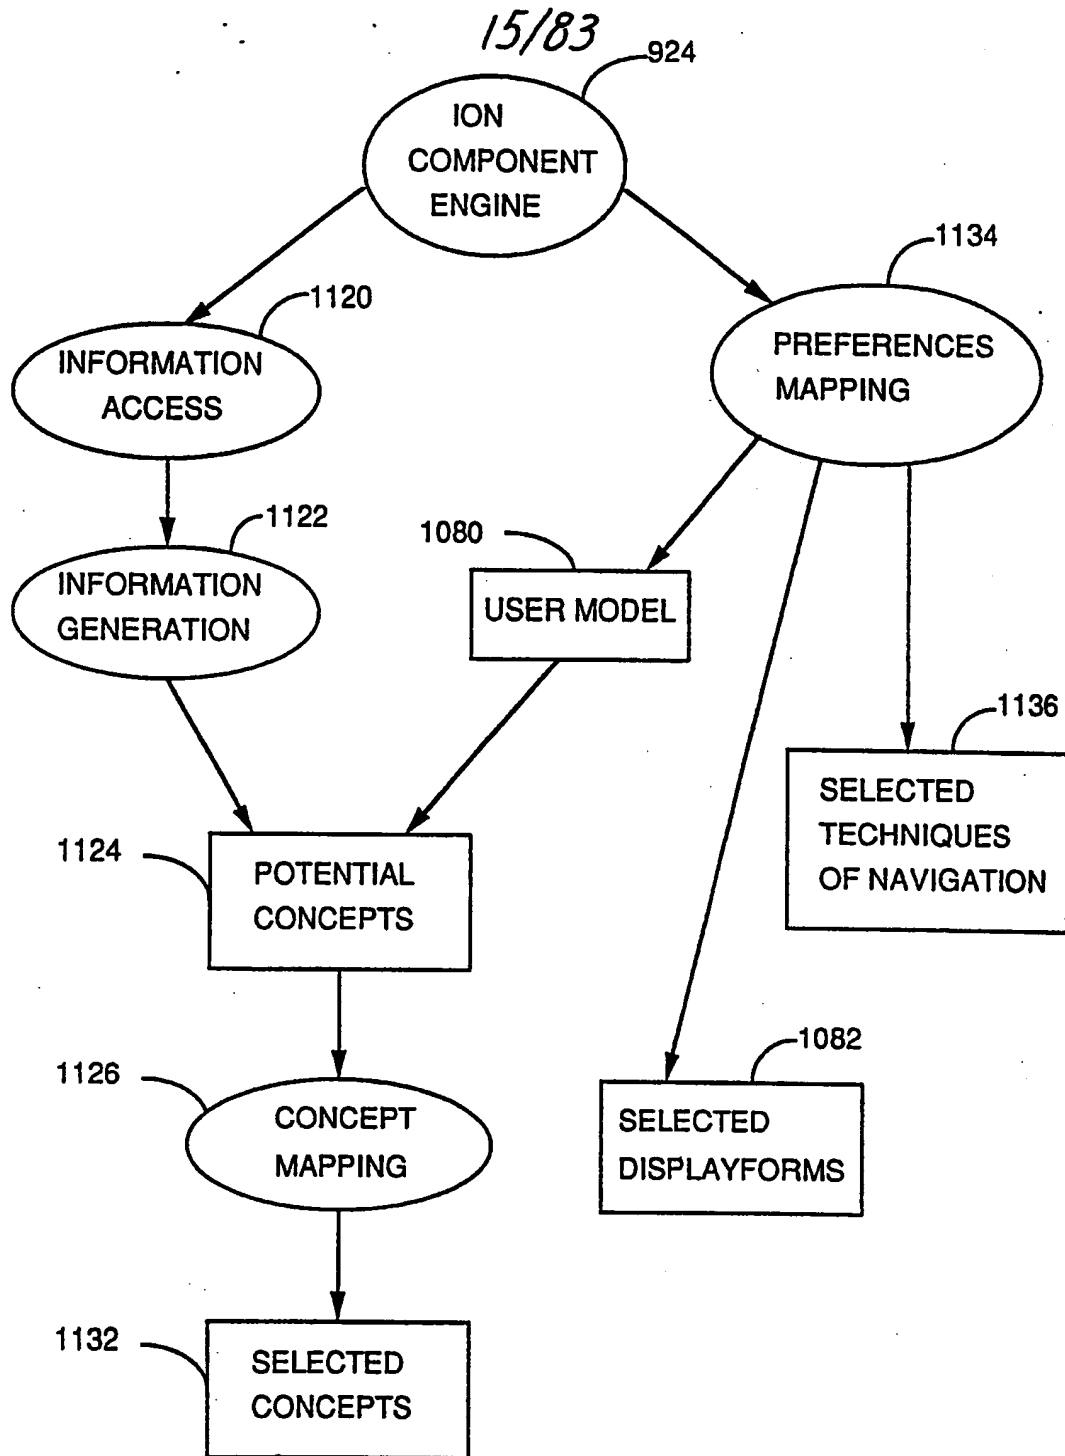 15/83
924
ION
COMPONENT
ENGINE
1134
1120
PREFERENCES
MAPPING
INFORMATION
ACCESS
1122
1080
INFORMATION
GENERATION
USER MODEL
1136
SELECTED
TECHNIQUES
OF NAVIGATION
1124
POTENTIAL
CONCEPTS
1082
1126
CONCEPT
MAPPING
SELECTED
DISPLAYFORMS
1132
SELECTED
CONCEPTS